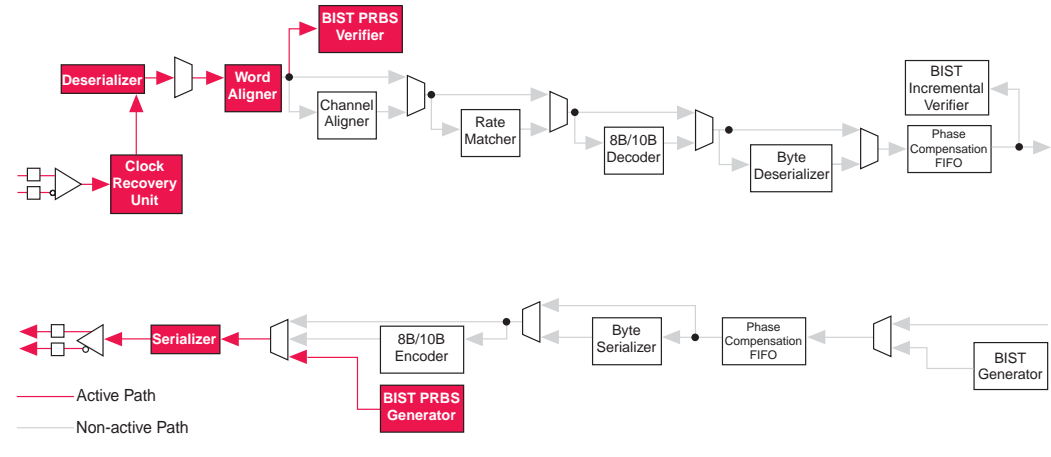 BIST PRBS
Verifier
Deserializer
Word
Aligner
Channel
Aligner
Rate
Matcher
8B/10B
Decoder
Byte
Deserializer
BIST
Incremental
Verifier
Phase
Compensation
FIFO
Clock
Recovery
Unit
Serializer
8B/10B
Encoder
BIST PRBS
Generator
Byte
Serializer
Phase
Compensation
FIFO
BIST
Generator
Active Path
Non-active Path